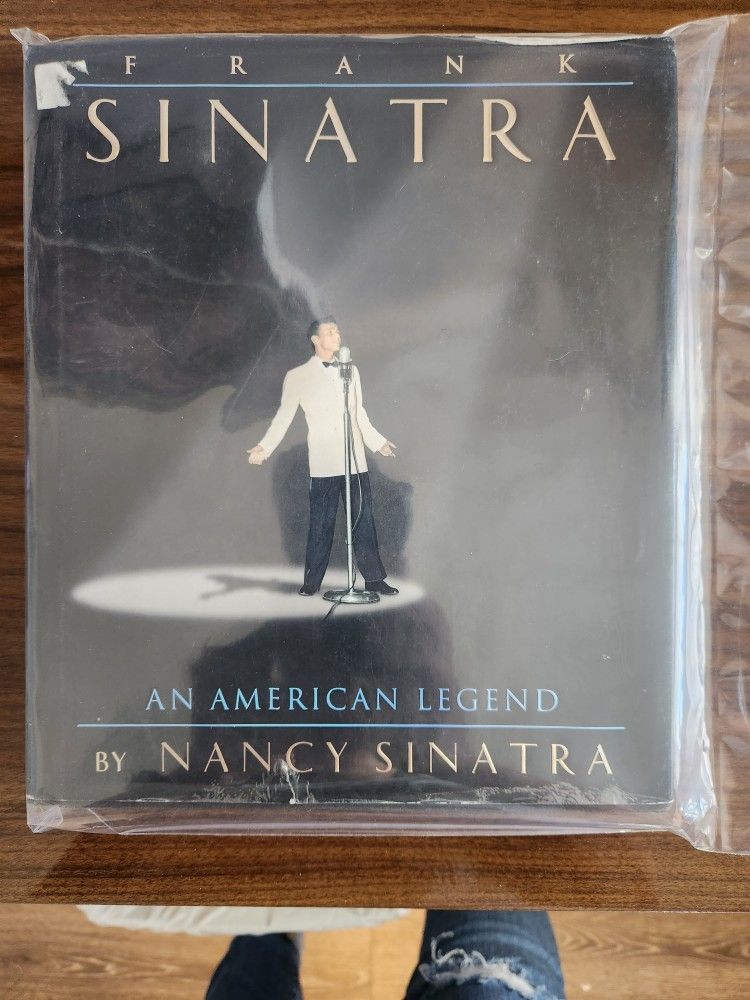 FRANK
SINATRA
AN AMERICAN LEGEND
BY NANCY SINATRA